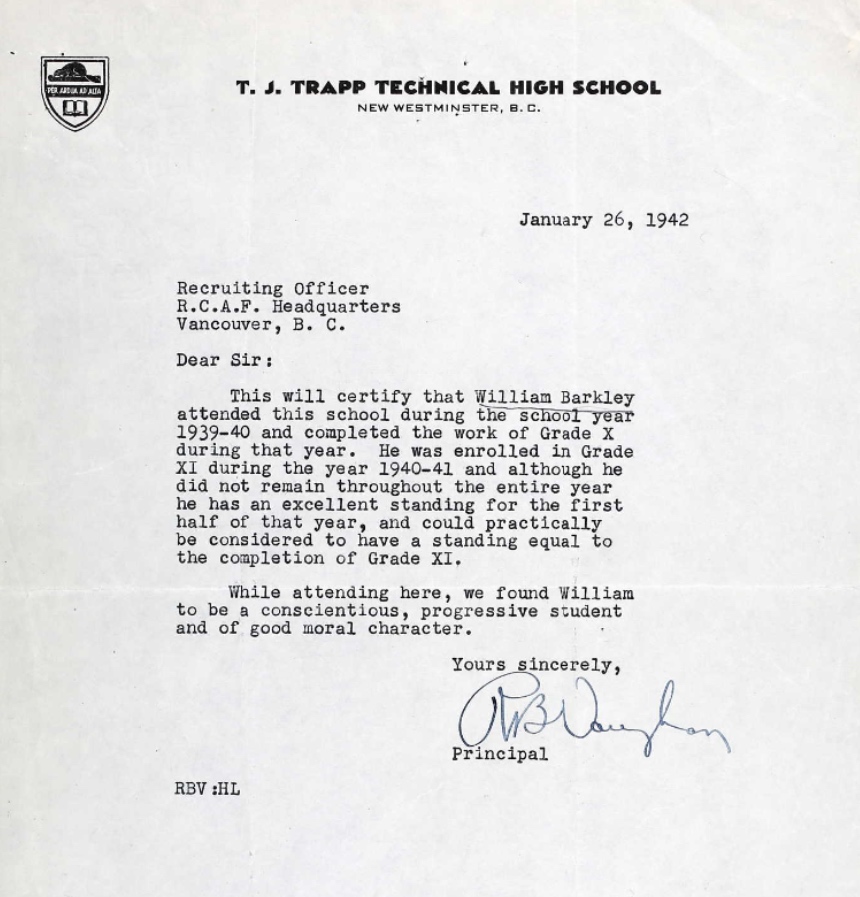 PER ARDUA AD ALTA
T. J. TRAPP TECHNICAL HIGH SCHOOL
NEW WESTMINSTER, B. C.
January 26, 1942
Recruiting Officer
R.C.A.F. Headquarters
Vancouver, B. C.
Dear Sir:
This will certify that William Barkley
attended this school during the school year
1939-40 and completed the work of Grade X
during that year. He was enrolled in Grade
XI during the year 1940-41 and although he
did not remain throughout the entire year
he has an excellent standing for the first
half of that year, and could practically
be considered to have a standing equal to
the completion of Grade XI.
While attending here, we found William
to be a conscientious, progressive student
and of good moral character.
Yours sincerely,
RB Vaughan
Principal
RBV:HL